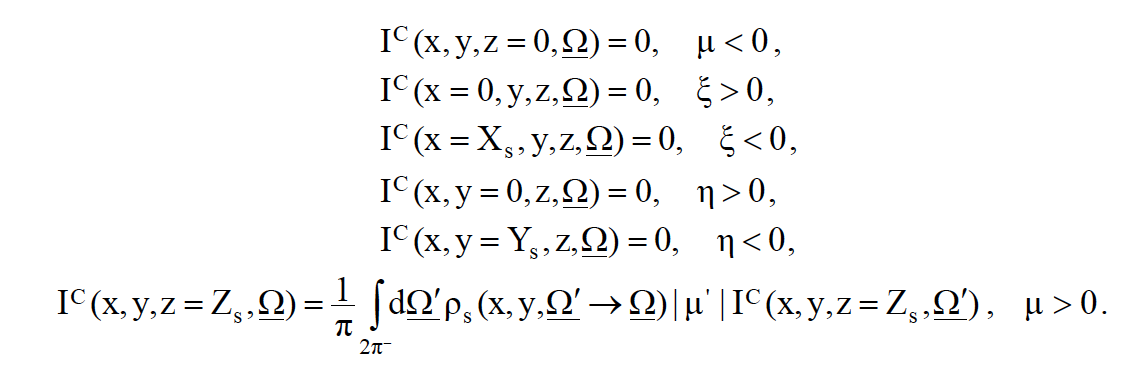 I^C (x, y, z = 0, Ω̲) = 0, μ < 0,
I^C (x = 0, y, z, Ω̲) = 0, ξ > 0,
I^C (x = X_s, y, z, Ω̲) = 0, ξ < 0,
I^C (x, y = 0, z, Ω̲) = 0, η > 0,
I^C (x, y = Y_s, z, Ω̲) = 0, η < 0,
I^C (x, y, z = Z_s, Ω̲) = 1/π ∫_{2π⁻} dΩ̲′ ρ_s (x, y, Ω̲′ → Ω̲) | μ' | I^C (x, y, z = Z_s, Ω̲′) , μ > 0.